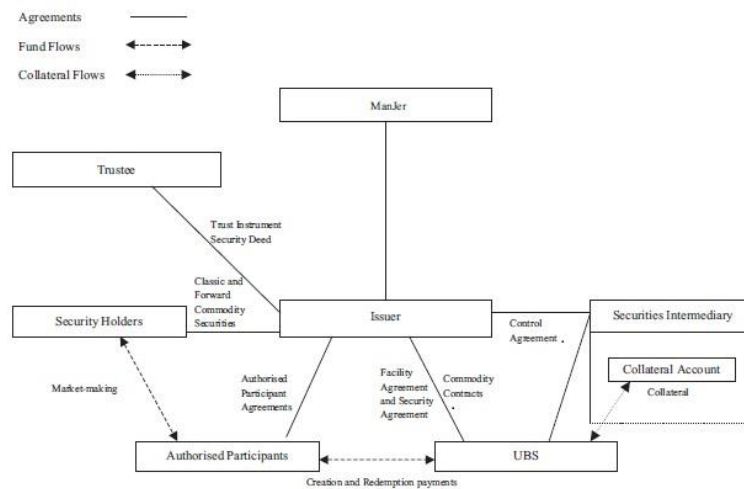 Agreements
Fund Flows
Collateral Flows
ManJer
Trustee
Trust Instrument
Security Deed
Classic and
Forward
Commodity
Securities
Security Holders
Issuer
Control
Agreement .
Securities Intermediary
Collateral Account
Collateral
Market-making
Authorised
Participant
Agreements
Facility
Agreement
and Security
Agreement
Commodity
Contracts
.
Authorised Participants
UBS
Creation and Redemption payments